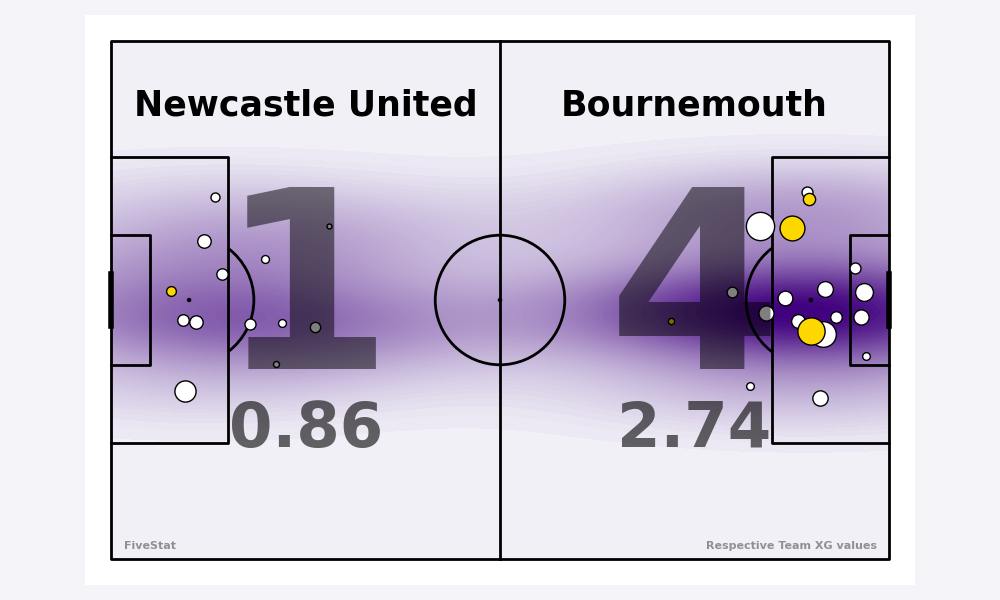 Newcastle United
Bournemouth
1
4
0.86
2.74
FiveStat
Respective Team XG values